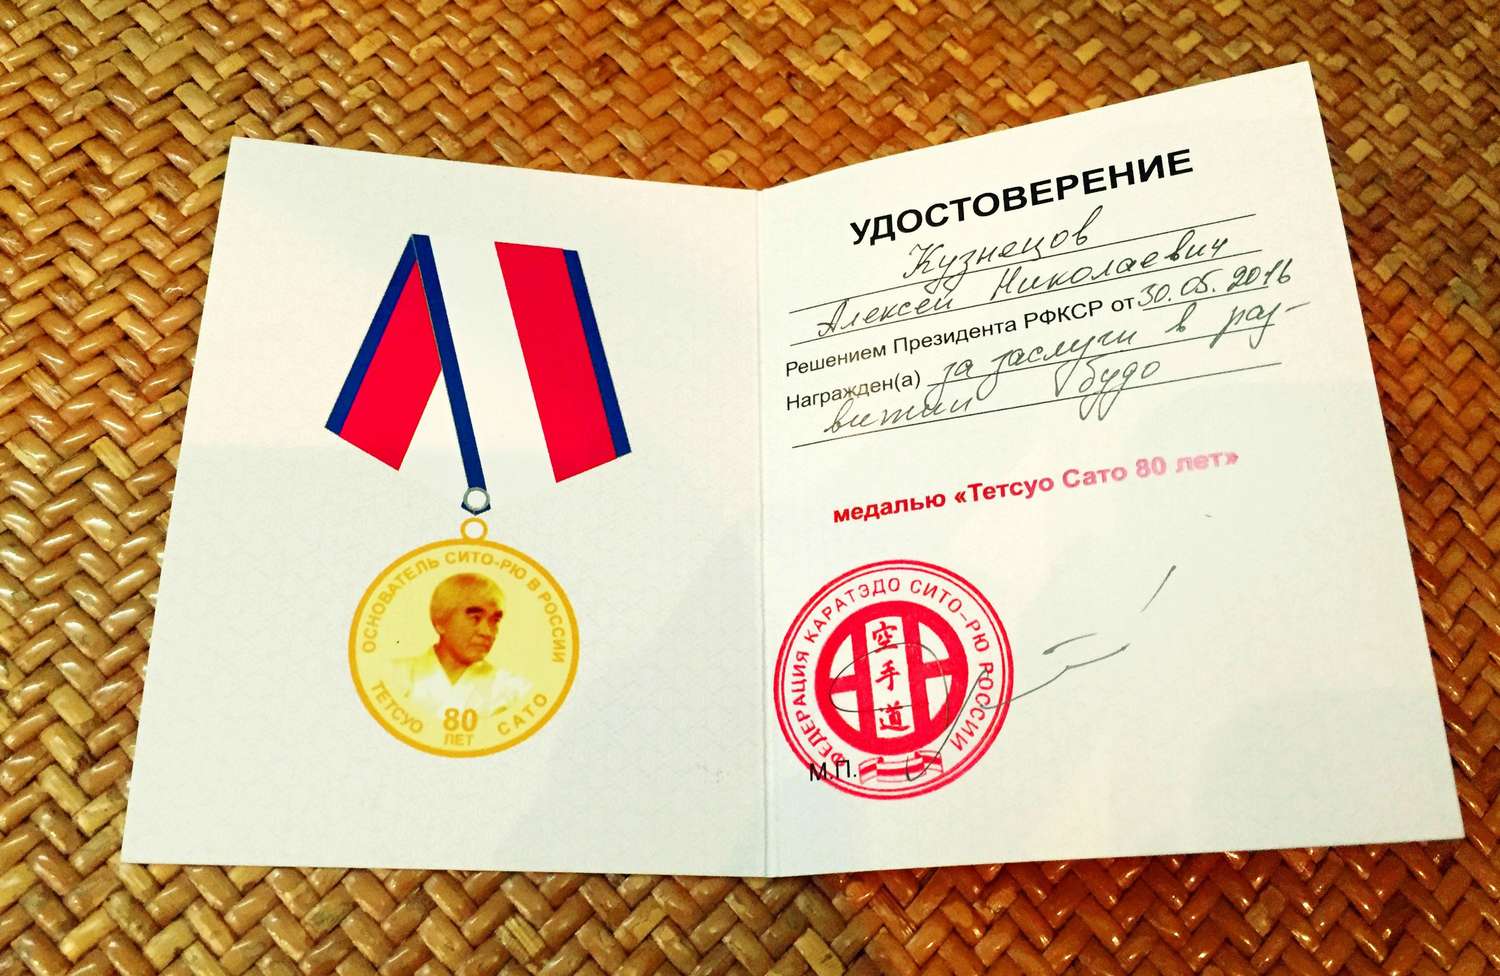 ОСНОВАТЕЛЬ СИТО-РЮ В РОССИИ
ТЕТСУО САТО
80
ЛЕТ
УДОСТОВЕРЕНИЕ
Кузнецов
Алексей Николаевич
Решением Президента РФКСР от 30.05.2016
Награжден(а) за заслуги в раз-
витии будо
медалью «Тетсуо Сато 80 лет»
ФЕДЕРАЦИЯ КАРАТЭДО СИТО-РЮ РОССИИ
空
手
道
М.П.